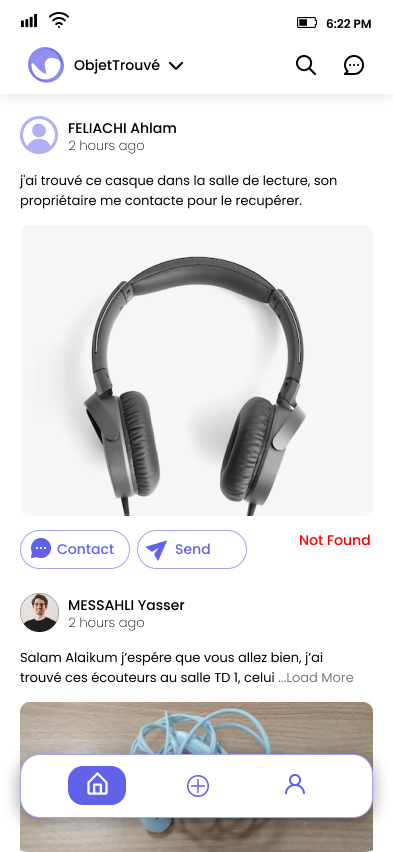 6:22 PM
ObjetTrouvé
FELIACHI Ahlam
2 hours ago
j'ai trouvé ce casque dans la salle de lecture, son
propriétaire me contacte pour le recupérer.
Contact
Send
Not Found
MESSAHLI Yasser
2 hours ago
Salam Alaikum j’espére que vous allez bien, j’ai
trouvé ces écouteurs au salle TD 1, celui ...Load More